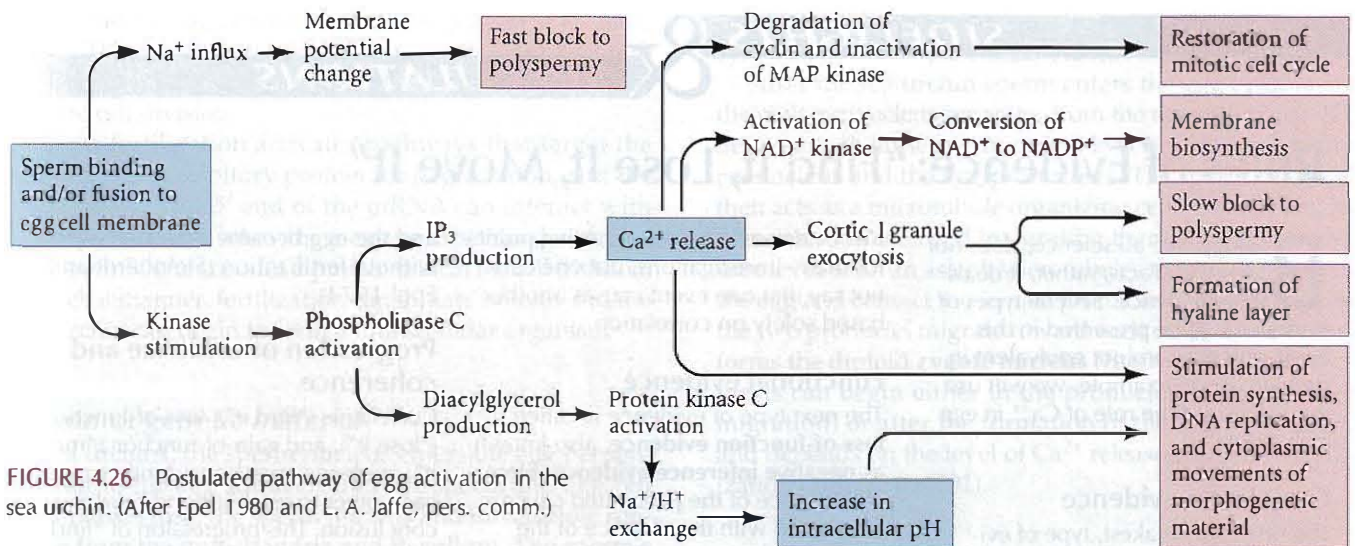 Na⁺ influx
Membrane
potential
change
Fast block to
polyspermy
Sperm binding
and/or fusion to
egg cell membrane
Kinase
stimulation
Phospholipase C
activation
IP₃
production
Diacylglycerol
production
Protein kinase C
activation
Na⁺/H⁺
exchange
Increase in
intracellular pH
Ca²⁺ release
Degradation of
cyclin and inactivation
of MAP kinase
Restoration of
mitotic cell cycle
Activation of
NAD⁺ kinase
Conversion of
NAD⁺ to NADP⁺
Membrane
biosynthesis
Cortical granule
exocytosis
Slow block to
polyspermy
Formation of
hyaline layer
Stimulation of
protein synthesis,
DNA replication,
and cytoplasmic
movements of
morphogenetic
material
FIGURE 4.26 Postulated pathway of egg activation in the
sea urchin. (After Epel 1980 and L. A. Jaffe, pers. comm.)